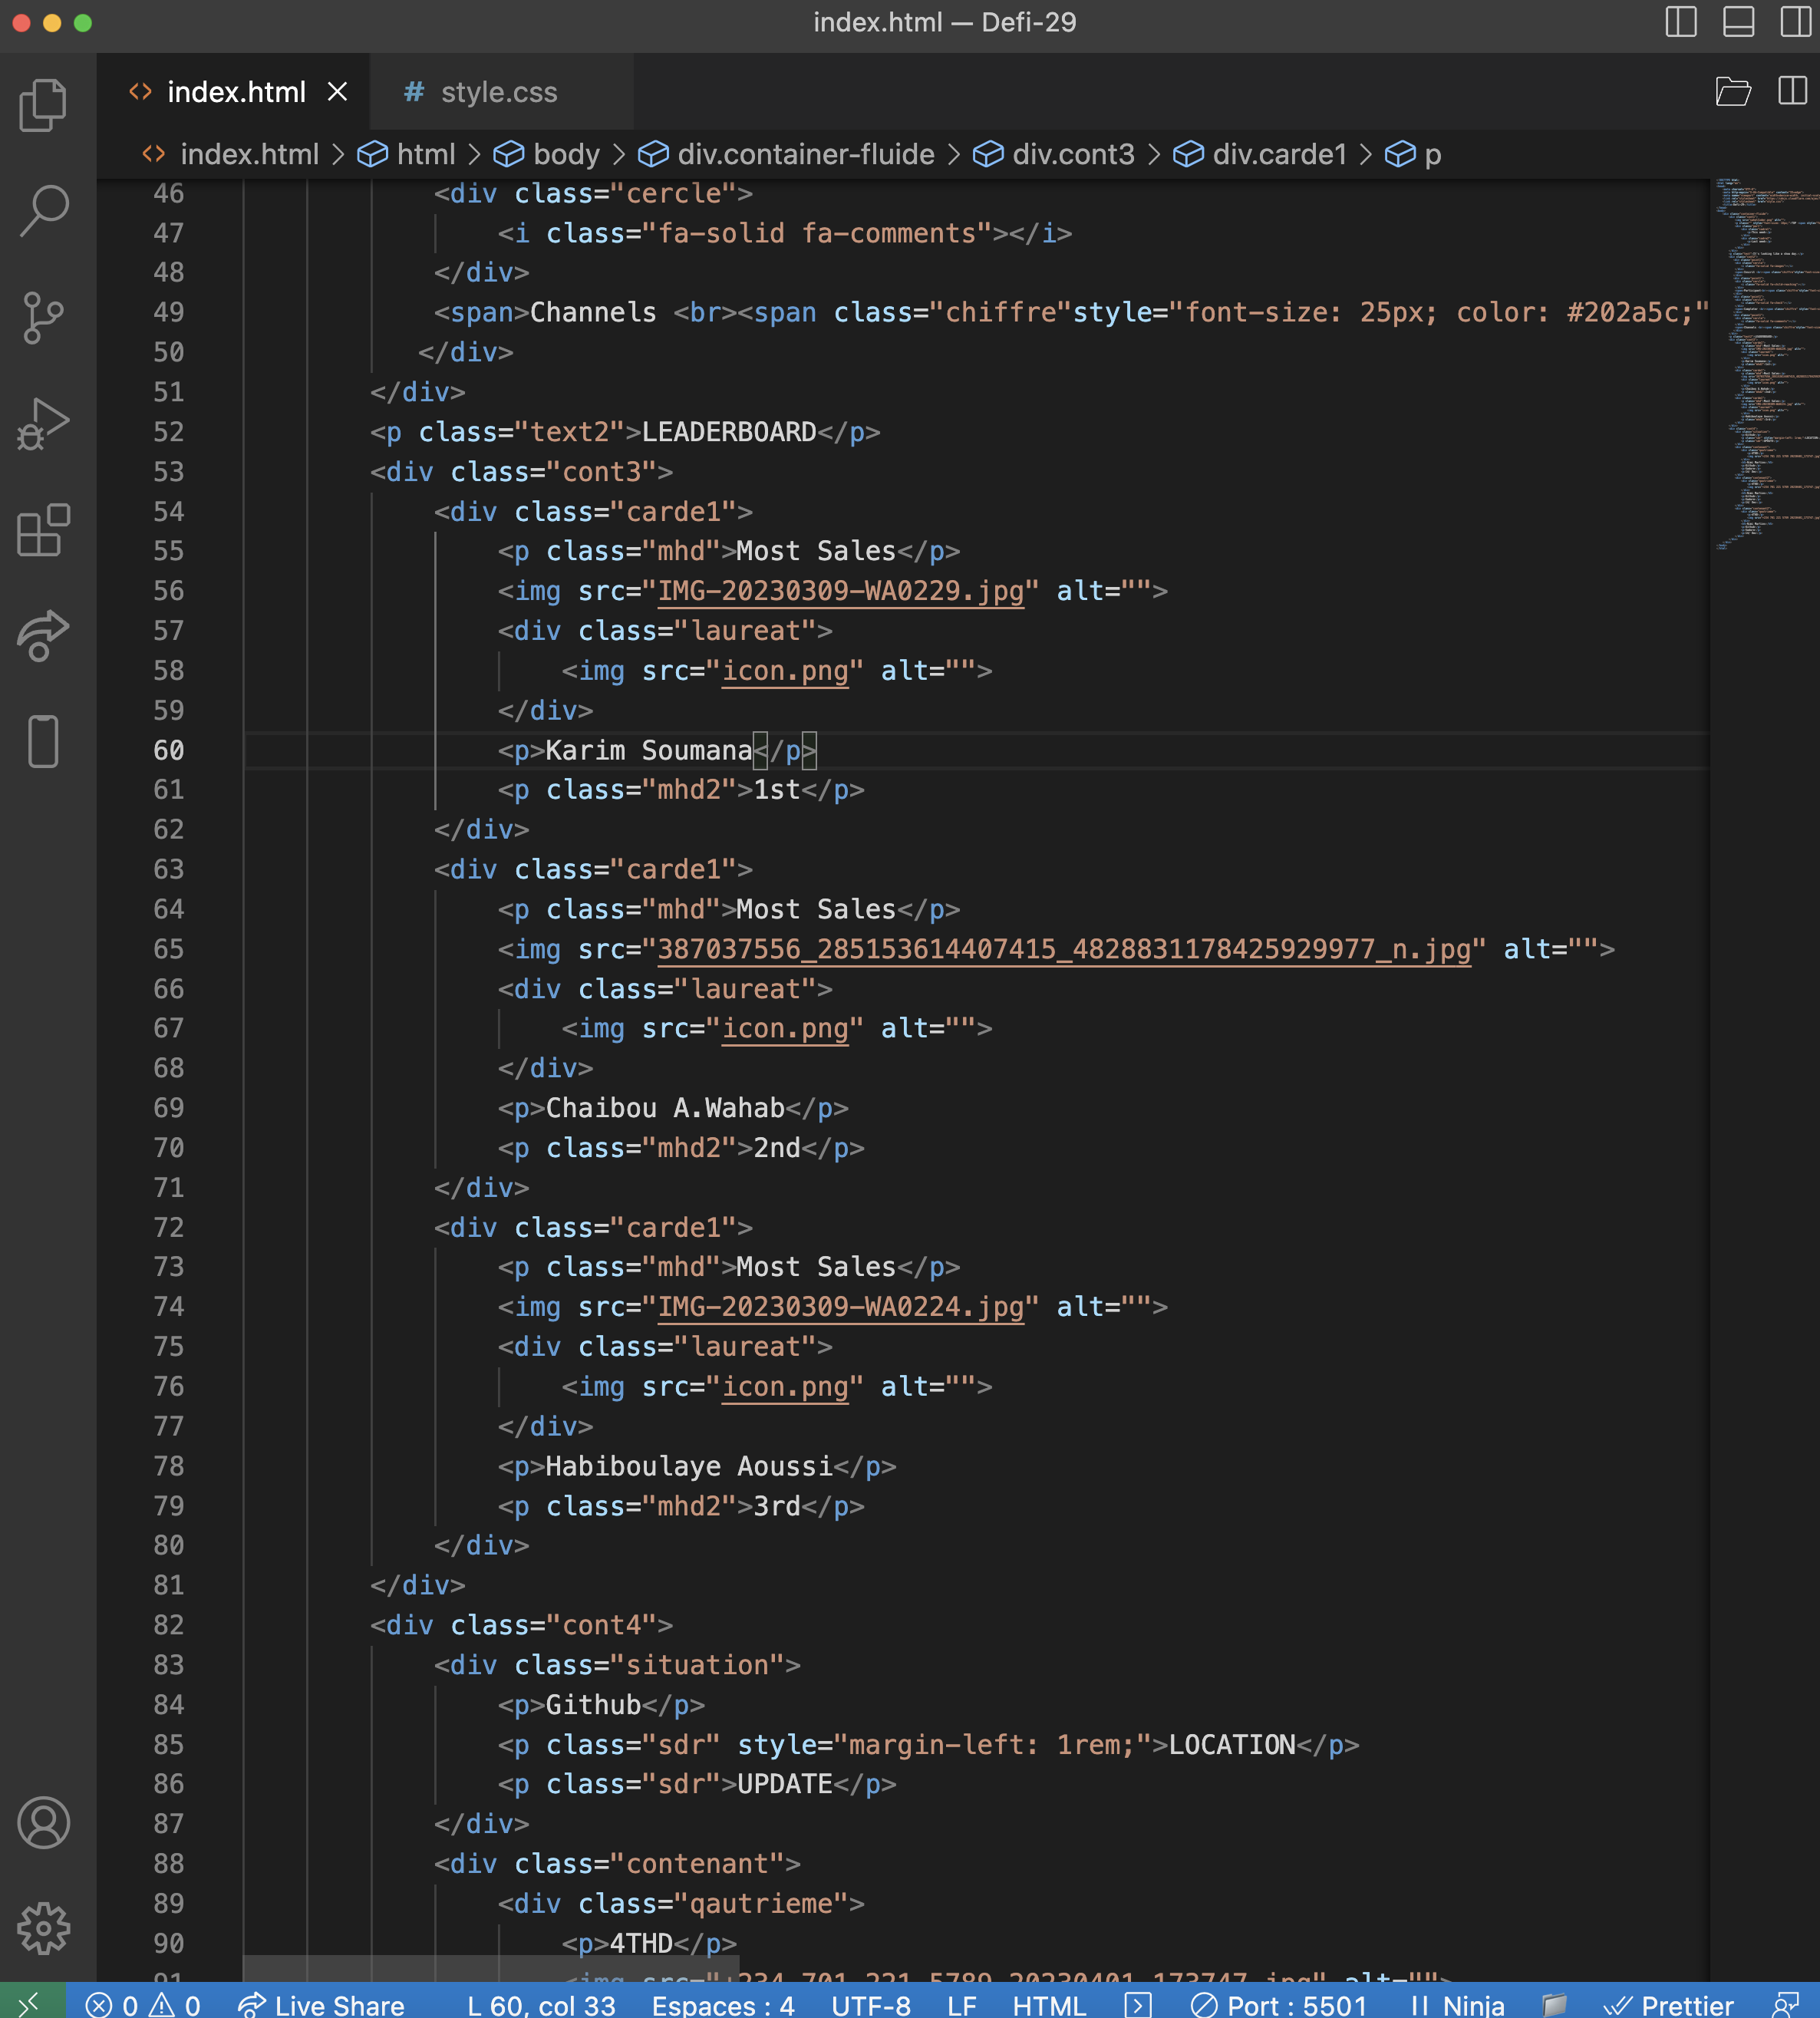 index.html — Defi-29
index.html
# style.css
index.html > html > body > div.container-fluide > div.cont3 > div.carde1 > p
46 <div class="cercle">
47 <i class="fa-solid fa-comments"></i>
48 </div>
49 <span>Channels <br><span class="chiffre"style="font-size: 25px; color: #202a5c;"
50 </div>
51 </div>
52 <p class="text2">LEADERBOARD</p>
53 <div class="cont3">
54 <div class="carde1">
55 <p class="mhd">Most Sales</p>
56 <img src="IMG-20230309-WA0229.jpg" alt="">
57 <div class="laureat">
58 <img src="icon.png" alt="">
59 </div>
60 <p>Karim Soumana</p>
61 <p class="mhd2">1st</p>
62 </div>
63 <div class="carde1">
64 <p class="mhd">Most Sales</p>
65 <img src="387037556_285153614407415_4828831178425929977_n.jpg" alt="">
66 <div class="laureat">
67 <img src="icon.png" alt="">
68 </div>
69 <p>Chaibou A.Wahab</p>
70 <p class="mhd2">2nd</p>
71 </div>
72 <div class="carde1">
73 <p class="mhd">Most Sales</p>
74 <img src="IMG-20230309-WA0224.jpg" alt="">
75 <div class="laureat">
76 <img src="icon.png" alt="">
77 </div>
78 <p>Habiboulaye Aoussi</p>
79 <p class="mhd2">3rd</p>
80 </div>
81 </div>
82 <div class="cont4">
83 <div class="situation">
84 <p>Github</p>
85 <p class="sdr" style="margin-left: 1rem;">LOCATION</p>
86 <p class="sdr">UPDATE</p>
87 </div>
88 <div class="contenant">
89 <div class="qautrieme">
90 <p>4THD</p>
91 <img src="+234 701 221 5789 20230401_173747.jpg" alt="">
0 0 Live Share L 60, col 33 Espaces : 4 UTF-8 LF HTML Port : 5501 Ninja Prettier